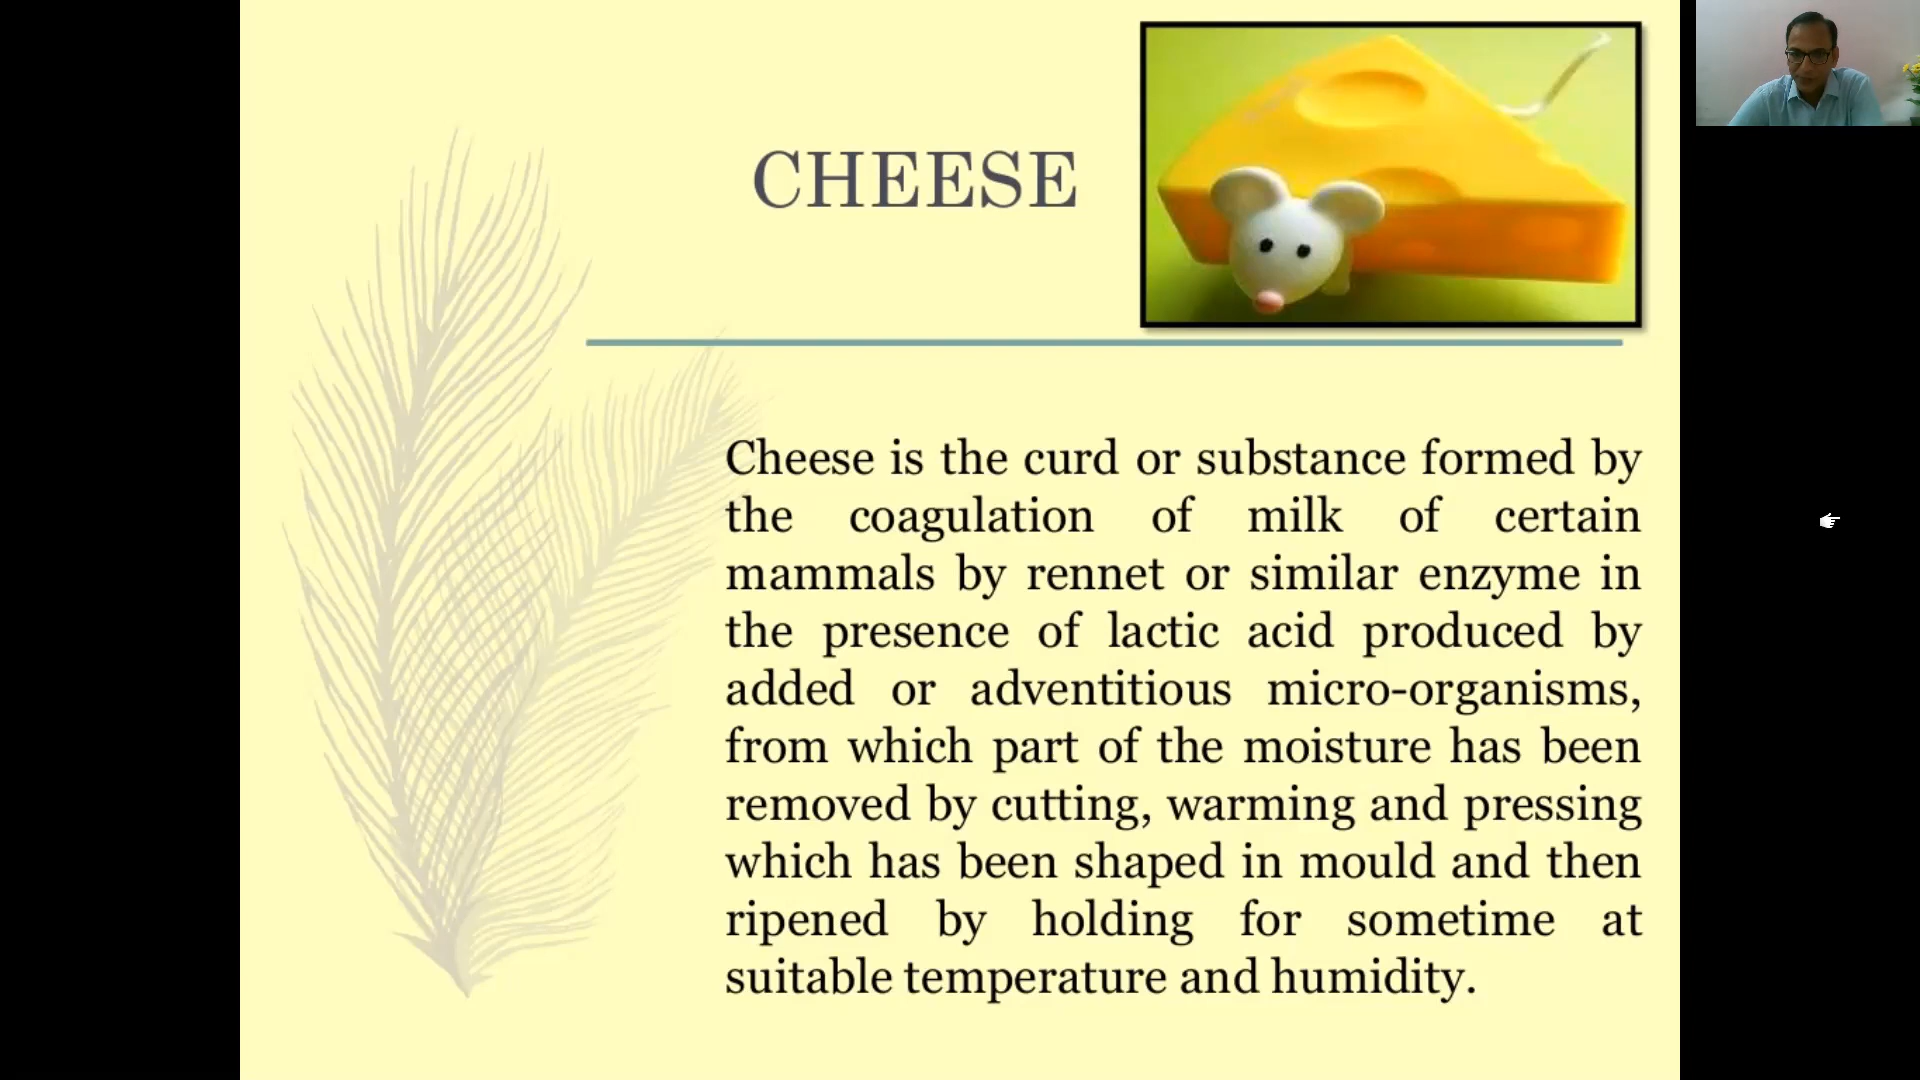 CHEESE
Cheese is the curd or substance formed by
the coagulation of milk of certain
mammals by rennet or similar enzyme in
the presence of lactic acid produced by
added or adventitious micro-organisms,
from which part of the moisture has been
removed by cutting, warming and pressing
which has been shaped in mould and then
ripened by holding for sometime at
suitable temperature and humidity.